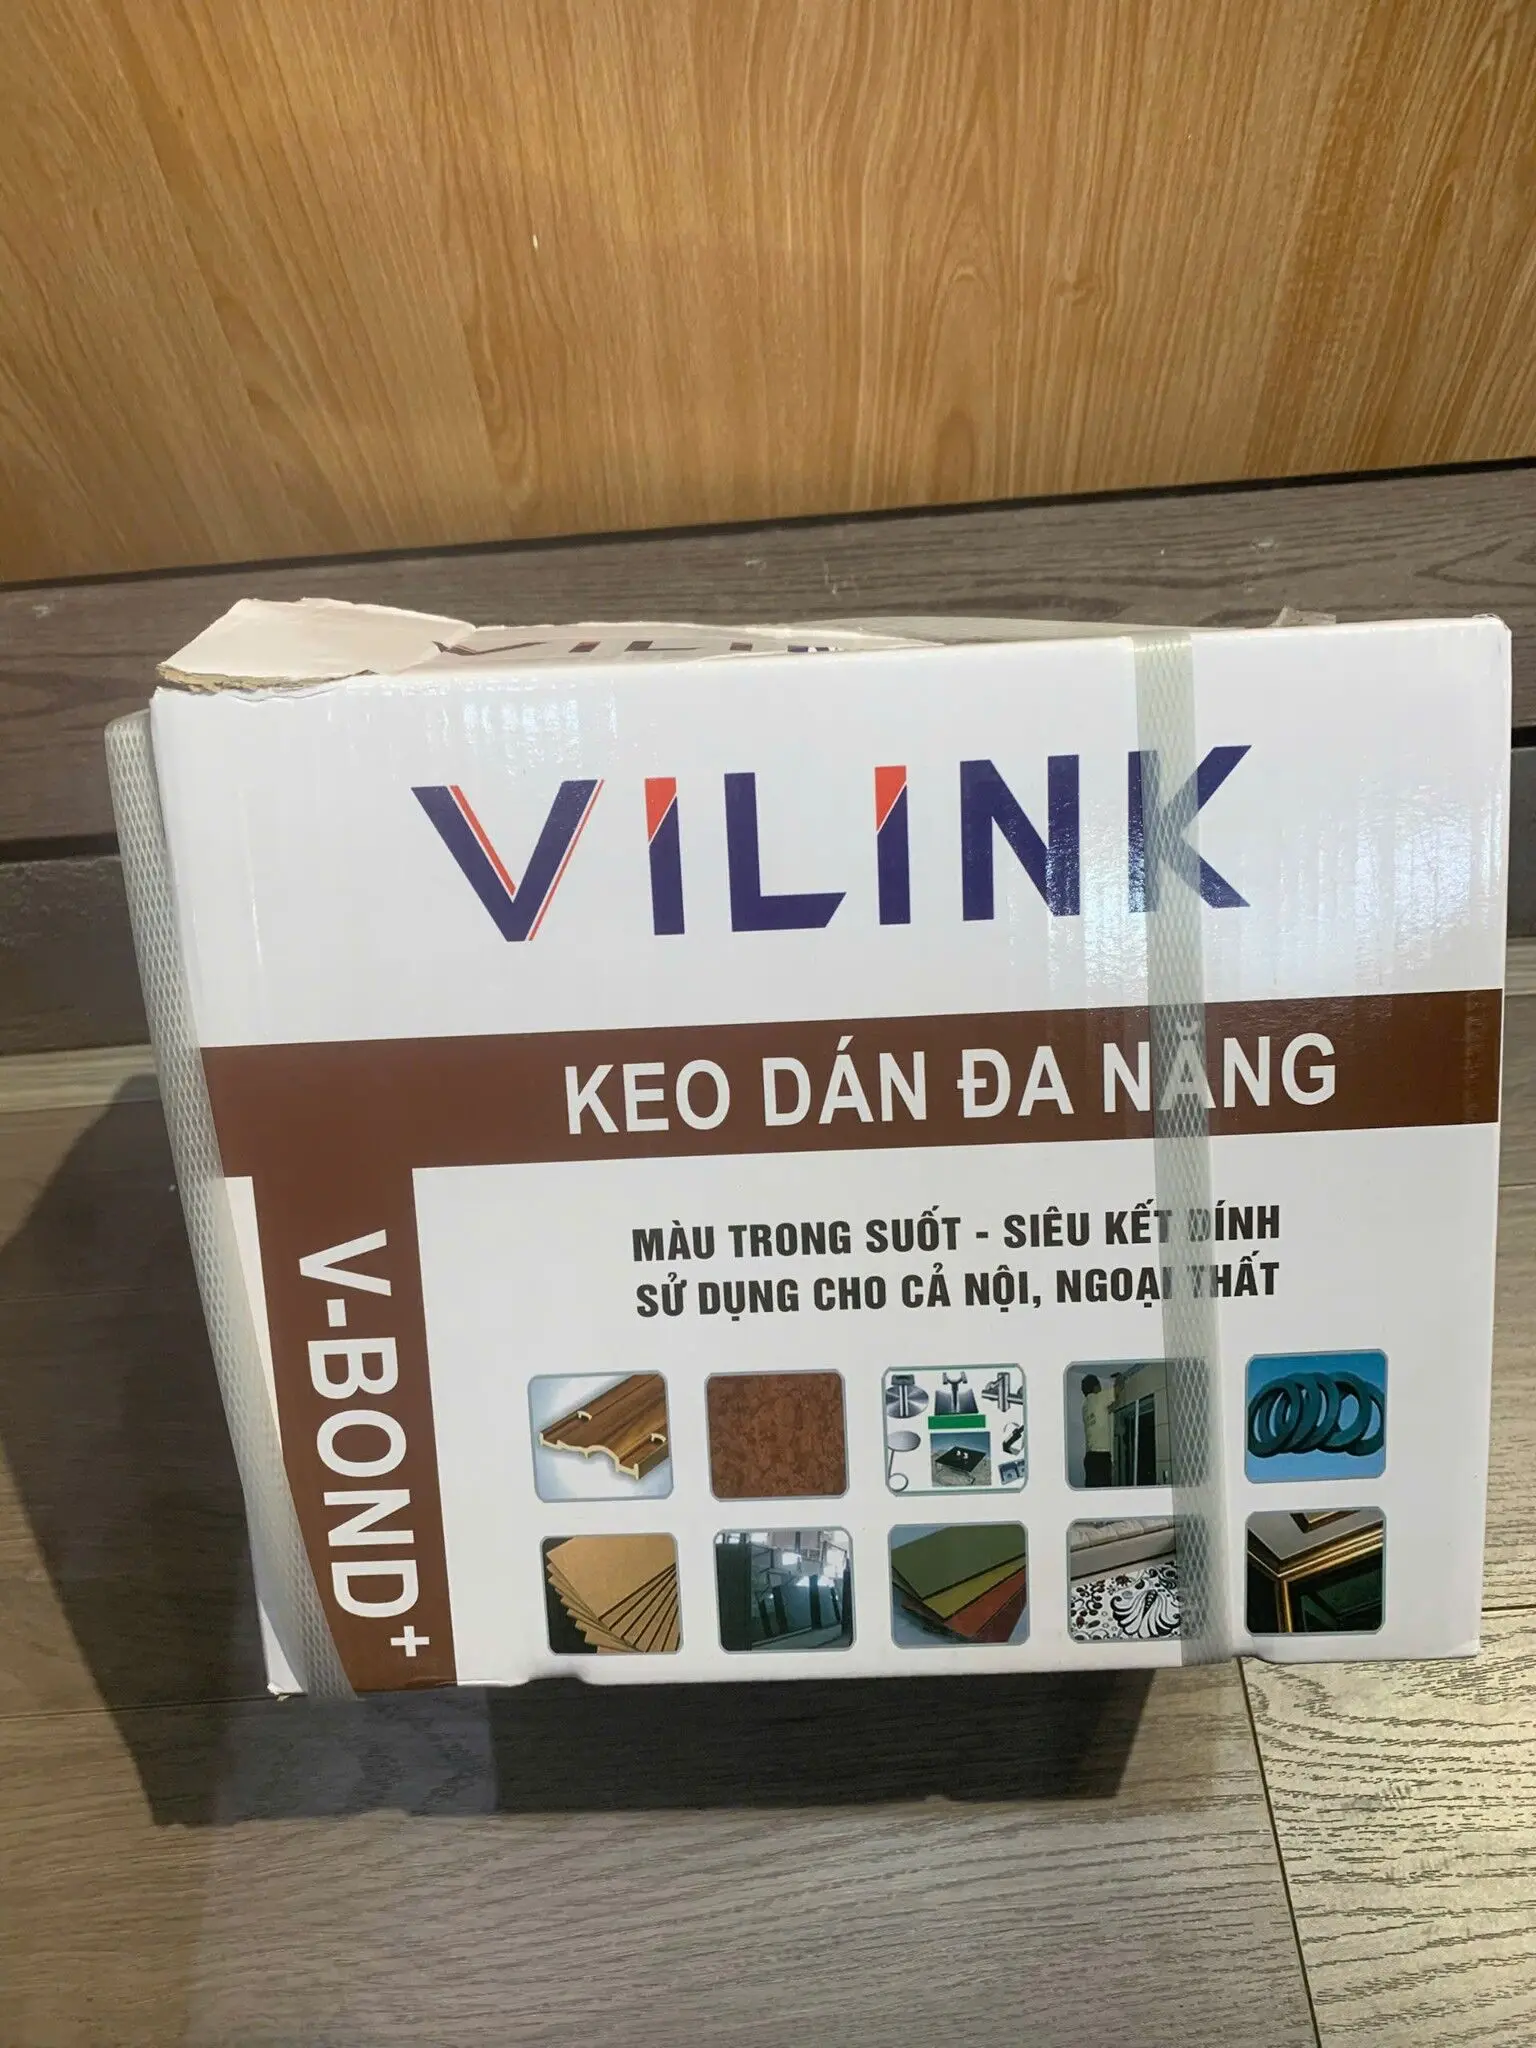 VILINK
KEO DÁN ĐA NĂNG
MÀU TRONG SUỐT - SIÊU KẾT DÍNH
SỬ DỤNG CHO CẢ NỘI, NGOẠI THẤT
V-BOND+